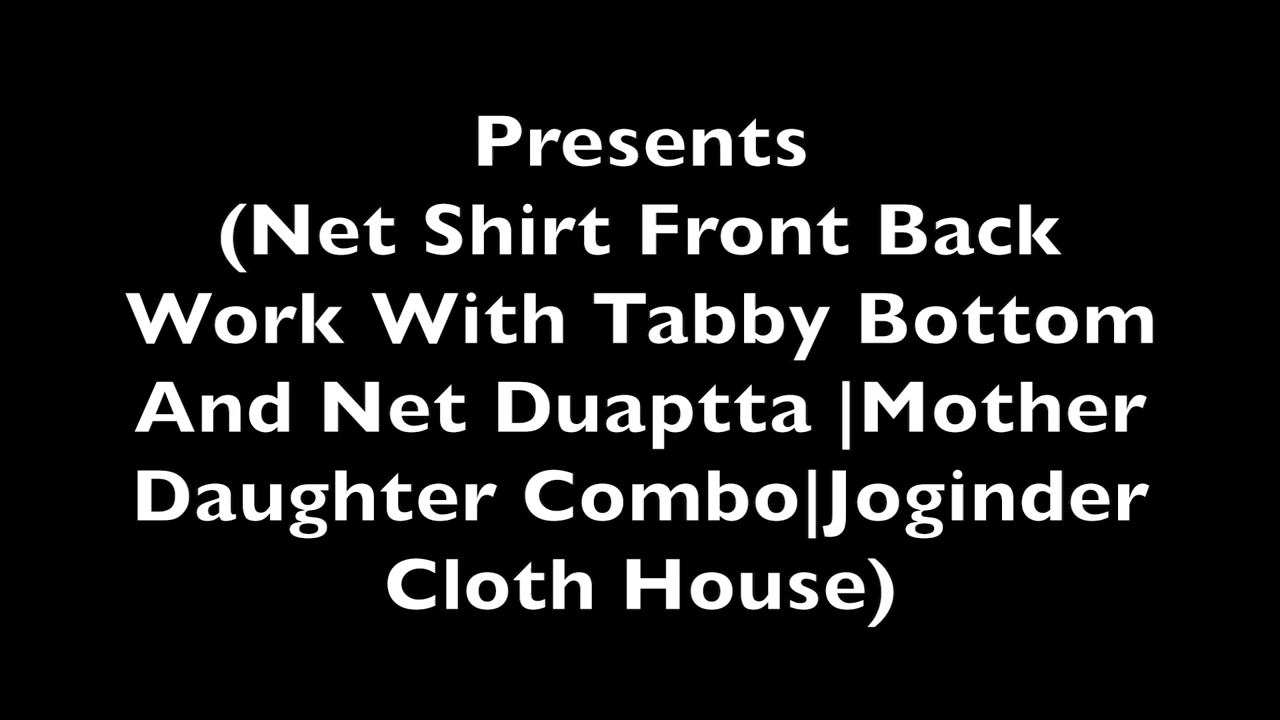 Presents
(Net Shirt Front Back
Work With Tabby Bottom
And Net Duaptta |Mother
Daughter Combo|Joginder
Cloth House)